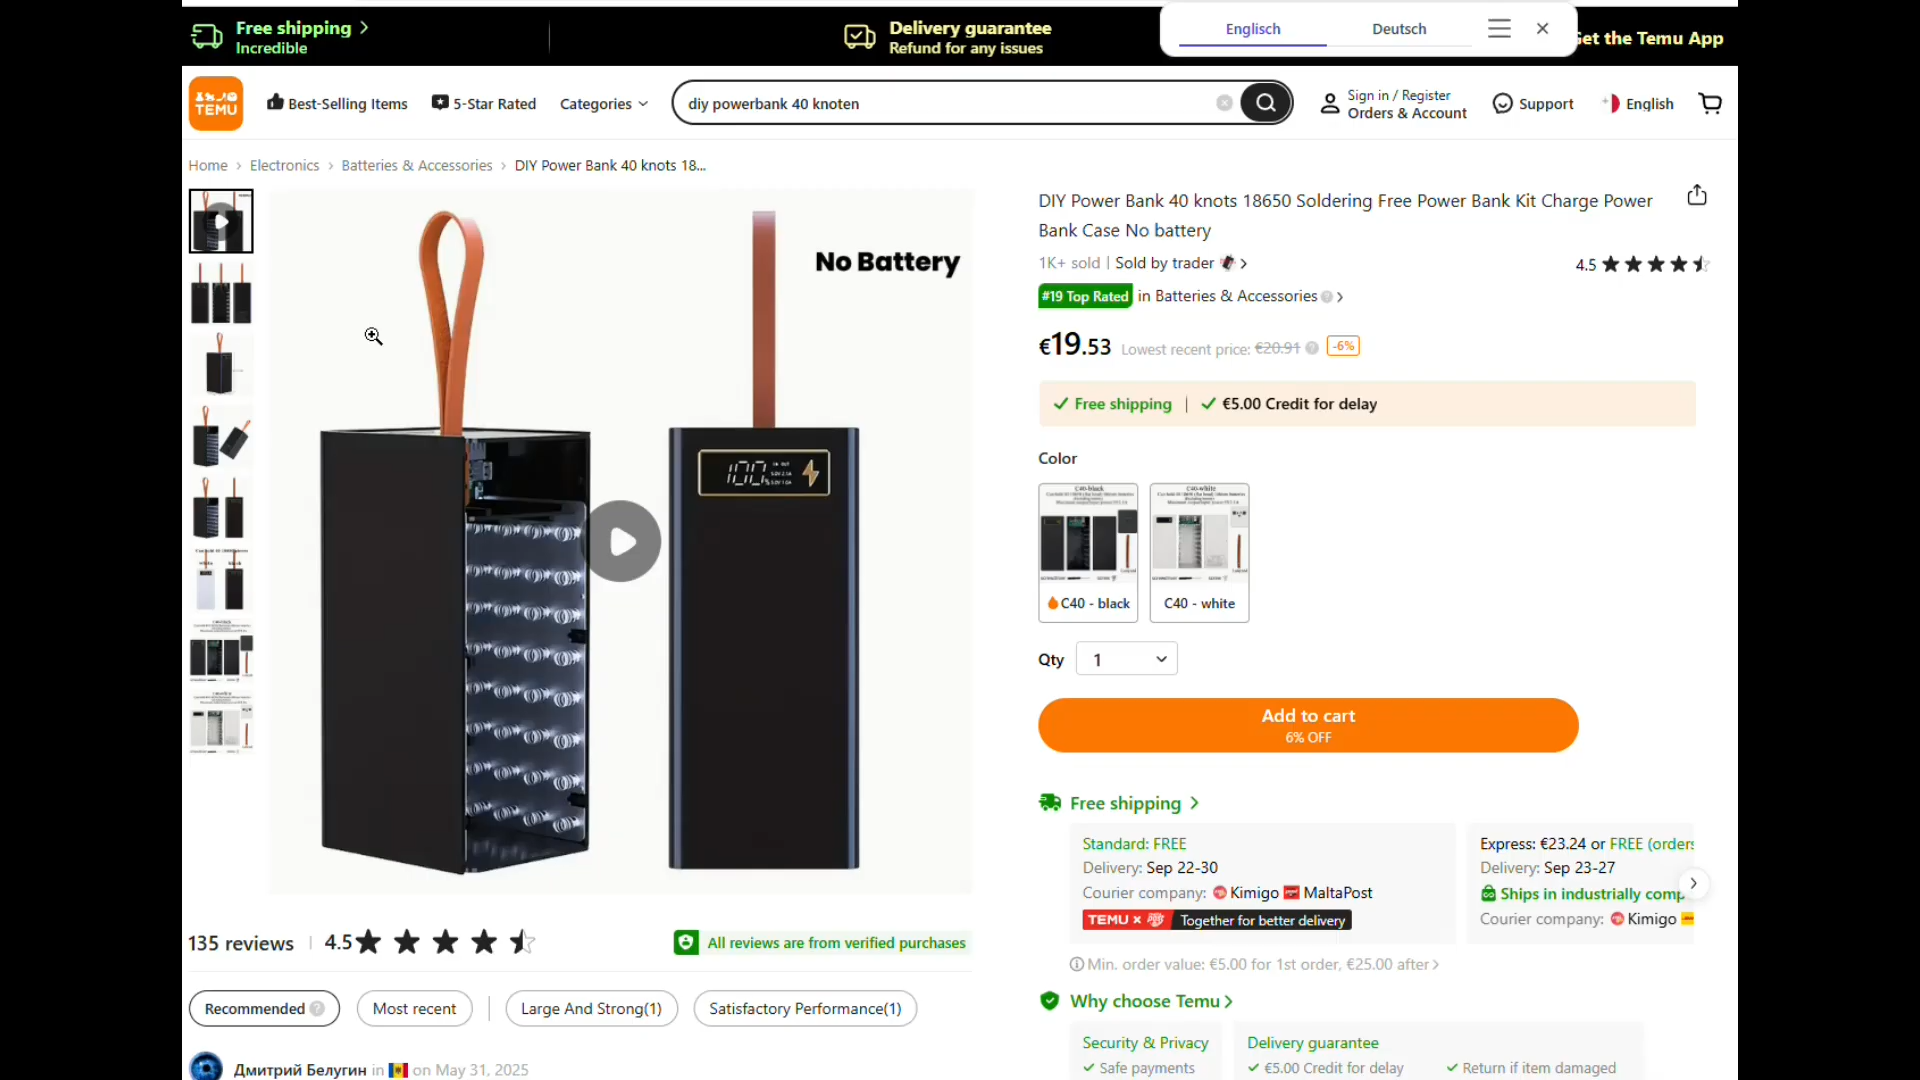 Free shipping
Incredible
Delivery guarantee
Refund for any issues
Englisch
Deutsch
Get the Temu App
TEMU
Best-Selling Items
5-Star Rated
Categories
diy powerbank 40 knoten
Sign in / Register
Orders & Account
Support
English
Home › Electronics › Batteries & Accessories › DIY Power Bank 40 knots 18...
No Battery
100%
DIY Power Bank 40 knots 18650 Soldering Free Power Bank Kit Charge Power
Bank Case No battery
1K+ sold | Sold by trader
4.5
#19 Top Rated in Batteries & Accessories
€19.53 Lowest recent price: €20.91 -6%
Free shipping | €5.00 Credit for delay
Color
C40-black
C40-white
C40 - black
C40 - white
Qty 1
Add to cart
6% OFF
Free shipping
Standard: FREE
Delivery: Sep 22-30
Courier company: Kimigo MaltaPost
TEMU × Together for better delivery
Express: €23.24 or FREE (orders
Delivery: Sep 23-27
Ships in industrially comp
Courier company: Kimigo
Min. order value: €5.00 for 1st order, €25.00 after
Why choose Temu
Security & Privacy
Safe payments
Delivery guarantee
€5.00 Credit for delay
Return if item damaged
135 reviews | 4.5
All reviews are from verified purchases
Recommended
Most recent
Large And Strong(1)
Satisfactory Performance(1)
Дмитрий Белугин in on May 31, 2025